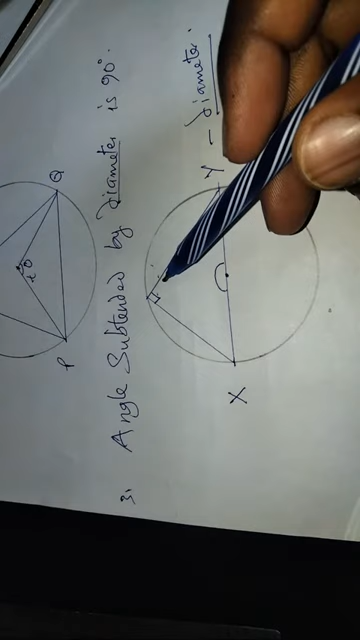 Q
x°
P
3. Angle Subtended by Diameter is 90°.
Y - Diameter.
X